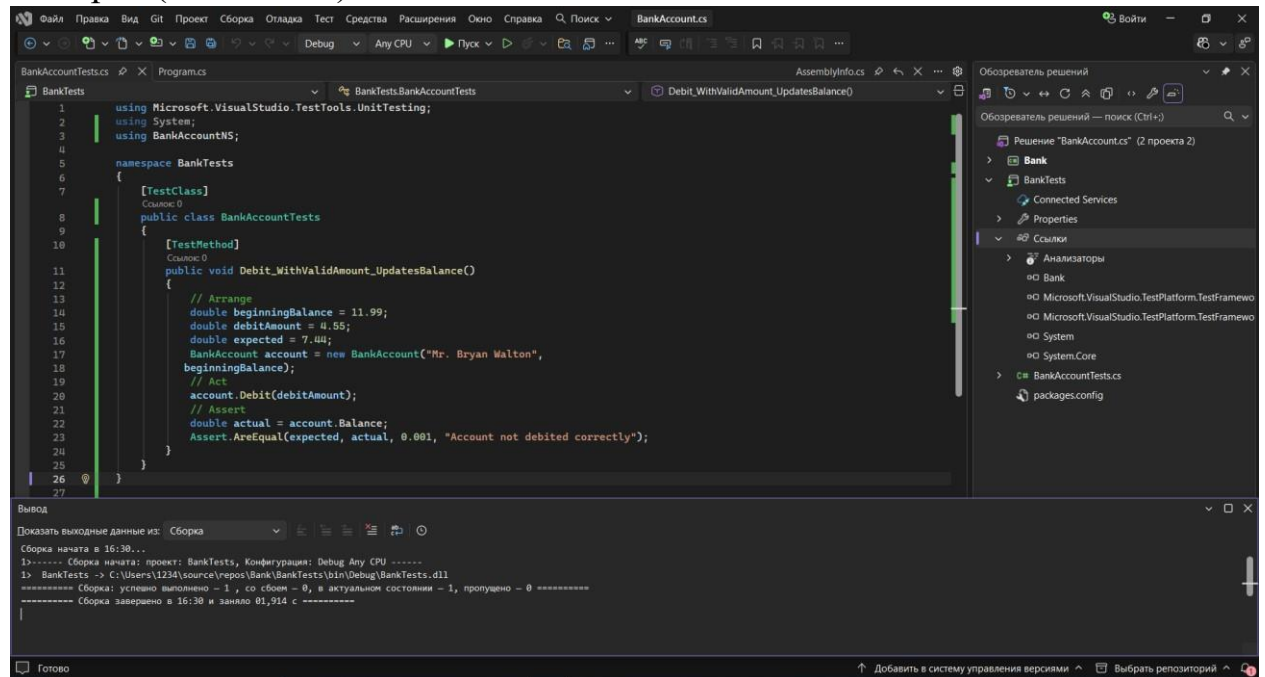 Файл Правка Вид Git Проект Сборка Отладка Тест Средства Расширения Окно Справка Поиск BankAccount.cs Войти
Debug Any CPU Пуск
BankAccountTests.cs Program.cs AssemblyInfo.cs
BankTests BankTests.BankAccountTests Debit_WithValidAmount_UpdatesBalance()
1 using Microsoft.VisualStudio.TestTools.UnitTesting;
2 using System;
3 using BankAccountNS;
4
5 namespace BankTests
6 {
7 [TestClass]
Ссылок: 0
8 public class BankAccountTests
9 {
10 [TestMethod]
Ссылок: 0
11 public void Debit_WithValidAmount_UpdatesBalance()
12 {
13 // Arrange
14 double beginningBalance = 11.99;
15 double debitAmount = 4.55;
16 double expected = 7.44;
17 BankAccount account = new BankAccount("Mr. Bryan Walton",
18 beginningBalance);
19 // Act
20 account.Debit(debitAmount);
21 // Assert
22 double actual = account.Balance;
23 Assert.AreEqual(expected, actual, 0.001, "Account not debited correctly");
24 }
25 }
26 }
27
Обозреватель решений
Обозреватель решений — поиск (Ctrl+;)
Решение "BankAccount.cs" (2 проекта 2)
Bank
BankTests
Connected Services
Properties
Ссылки
Анализаторы
Bank
Microsoft.VisualStudio.TestPlatform.TestFramewo
Microsoft.VisualStudio.TestPlatform.TestFramewo
System
System.Core
C# BankAccountTests.cs
packages.config
Вывод
Показать выходные данные из: Сборка
Сборка начата в 16:30...
1>------ Сборка начата: проект: BankTests, Конфигурация: Debug Any CPU ------
1> BankTests -> C:\Users\1234\source\repos\Bank\BankTests\bin\Debug\BankTests.dll
========== Сборка: успешно выполнено — 1 , со сбоем — 0, в актуальном состоянии — 1, пропущено — 0 ==========
========== Сборка завершено в 16:30 и заняло 01,914 с ==========
Готово Добавить в систему управления версиями Выбрать репозиторий